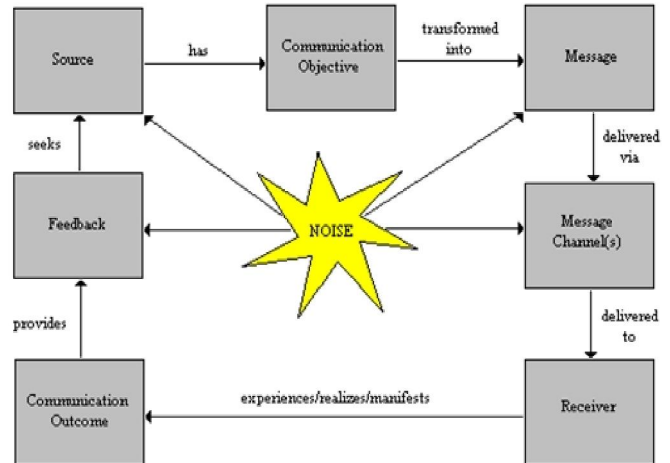 Source
has
Communication
Objective
transformed
into
Message
seeks
delivered
via
Feedback
NOISE
Message
Channel(s)
provides
delivered
to
Communication
Outcome
experiences/realizes/manifests
Receiver